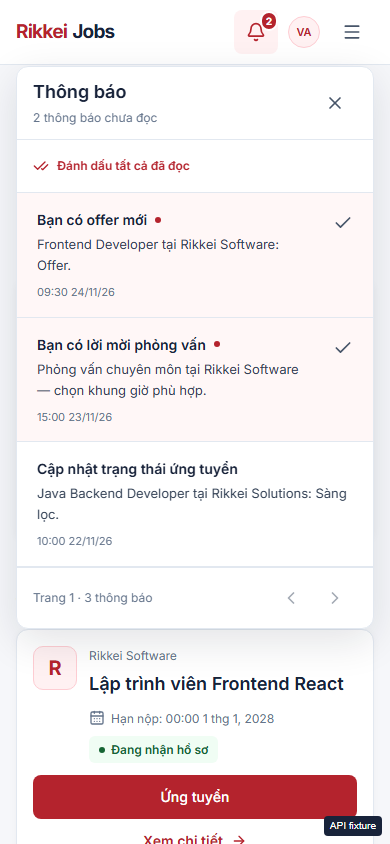 Rikkei Jobs
2
VA
Thông báo
2 thông báo chưa đọc
Đánh dấu tất cả đã đọc
Bạn có offer mới
Frontend Developer tại Rikkei Software:
Offer.
09:30 24/11/26
Bạn có lời mời phỏng vấn
Phỏng vấn chuyên môn tại Rikkei Software
— chọn khung giờ phù hợp.
15:00 23/11/26
Cập nhật trạng thái ứng tuyển
Java Backend Developer tại Rikkei Solutions: Sàng
lọc.
10:00 22/11/26
Trang 1 · 3 thông báo
R
Rikkei Software
Lập trình viên Frontend React
Hạn nộp: 00:00 1 thg 1, 2028
Đang nhận hồ sơ
Ứng tuyển
API fixture
Xem chi tiết